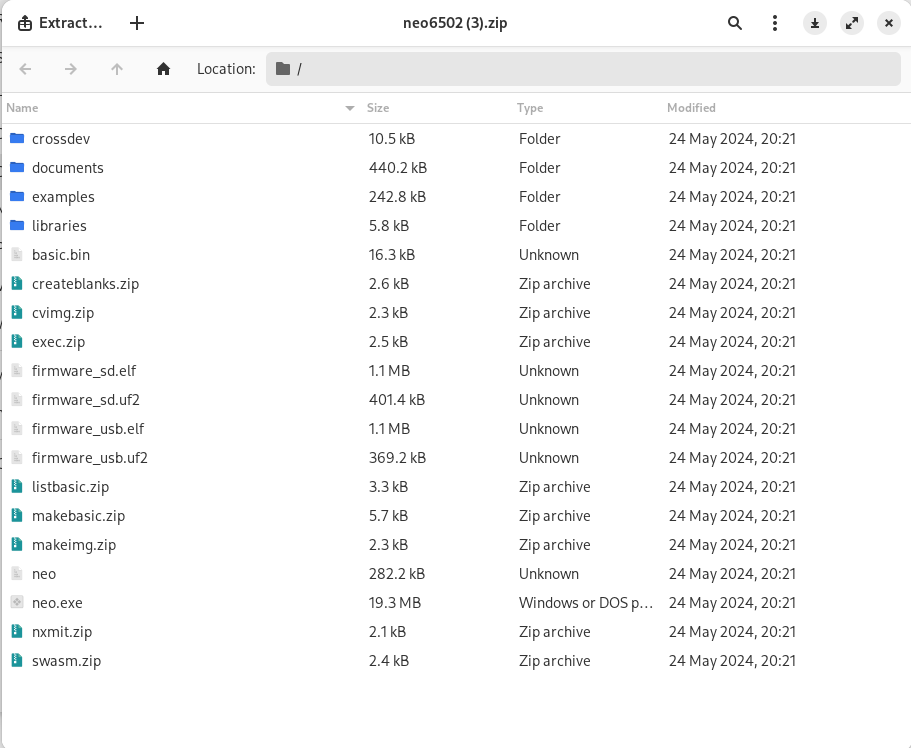 Extract… neo6502 (3).zip
Location: /
Name Size Type Modified
crossdev 10.5 kB Folder 24 May 2024, 20:21
documents 440.2 kB Folder 24 May 2024, 20:21
examples 242.8 kB Folder 24 May 2024, 20:21
libraries 5.8 kB Folder 24 May 2024, 20:21
basic.bin 16.3 kB Unknown 24 May 2024, 20:21
createblanks.zip 2.6 kB Zip archive 24 May 2024, 20:21
cvimg.zip 2.3 kB Zip archive 24 May 2024, 20:21
exec.zip 2.5 kB Zip archive 24 May 2024, 20:21
firmware_sd.elf 1.1 MB Unknown 24 May 2024, 20:21
firmware_sd.uf2 401.4 kB Unknown 24 May 2024, 20:21
firmware_usb.elf 1.1 MB Unknown 24 May 2024, 20:21
firmware_usb.uf2 369.2 kB Unknown 24 May 2024, 20:21
listbasic.zip 3.3 kB Zip archive 24 May 2024, 20:21
makebasic.zip 5.7 kB Zip archive 24 May 2024, 20:21
makeimg.zip 2.3 kB Zip archive 24 May 2024, 20:21
neo 282.2 kB Unknown 24 May 2024, 20:21
neo.exe 19.3 MB Windows or DOS p… 24 May 2024, 20:21
nxmit.zip 2.1 kB Zip archive 24 May 2024, 20:21
swasm.zip 2.4 kB Zip archive 24 May 2024, 20:21